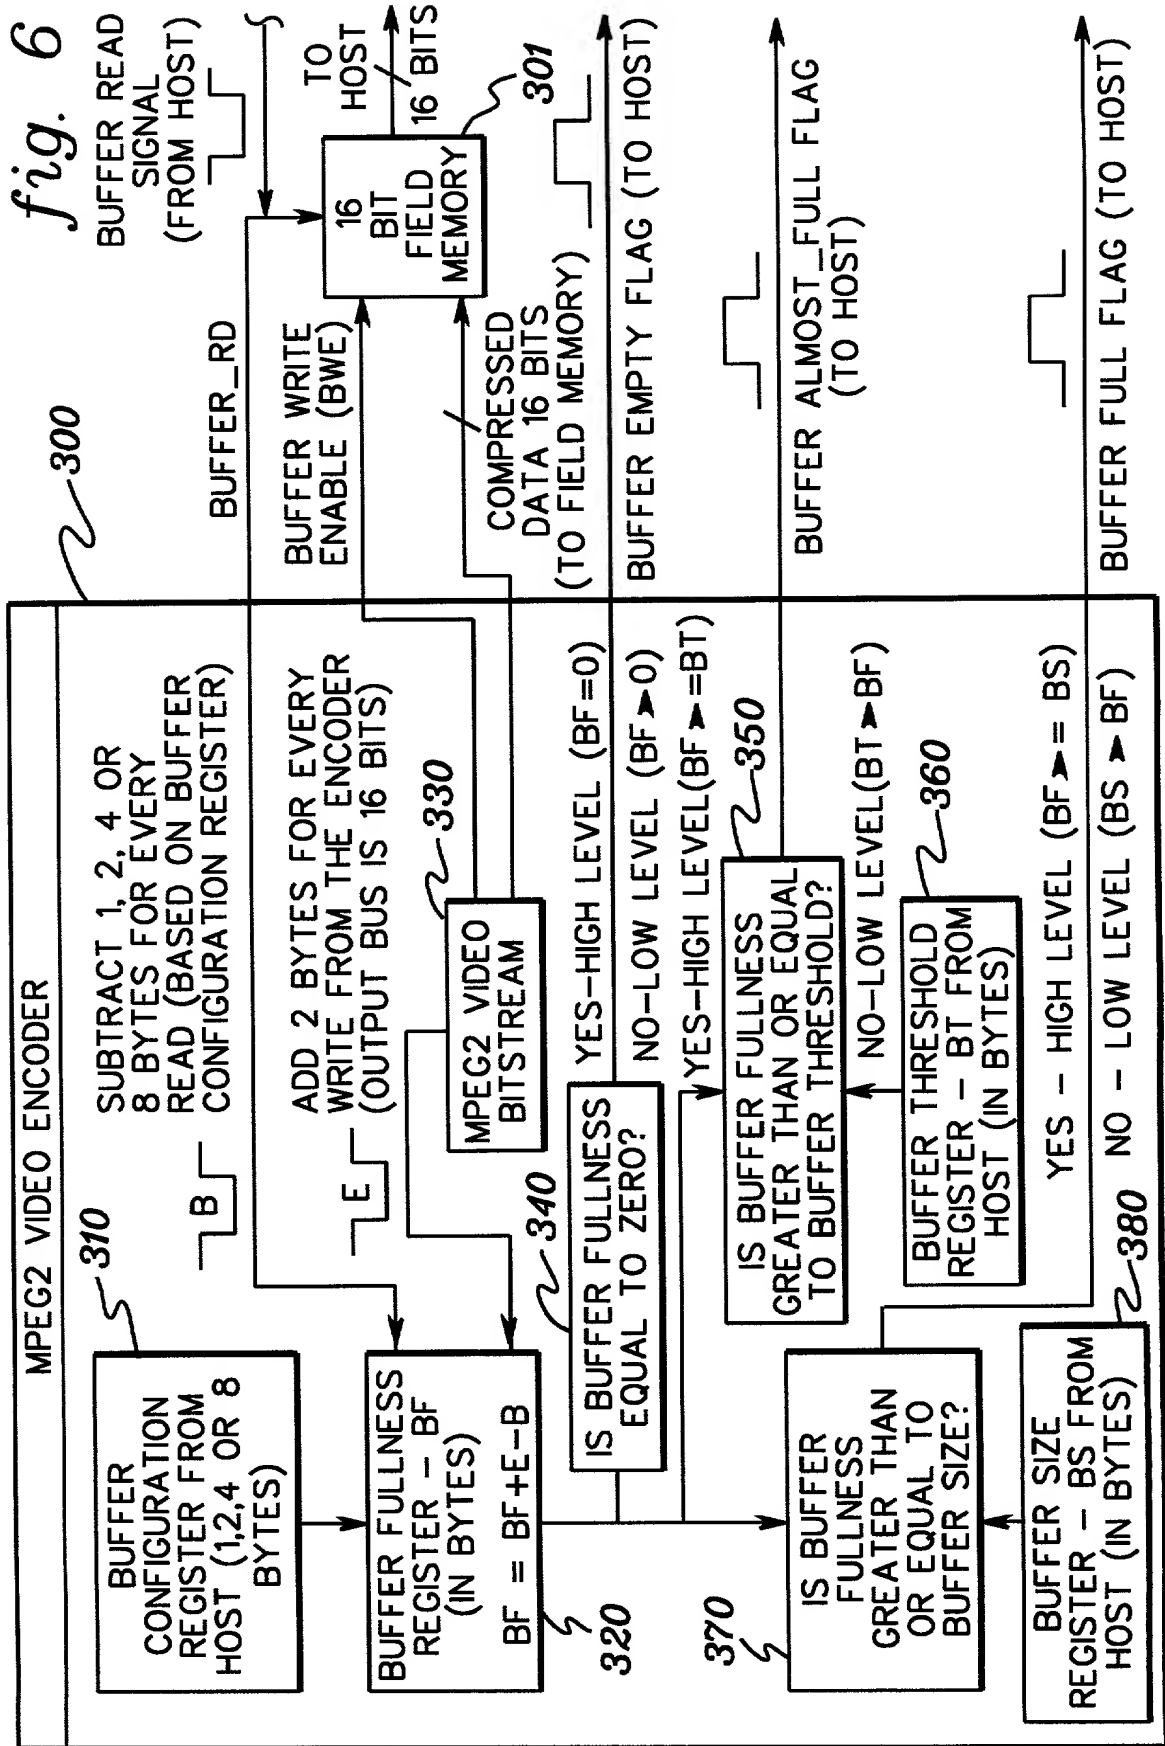 fig. 6
MPEG2 VIDEO ENCODER
300
310
BUFFER
CONFIGURATION
REGISTER FROM
HOST (1,2,4 OR 8
BYTES)
B
SUBTRACT 1, 2, 4 OR
8 BYTES FOR EVERY
READ (BASED ON BUFFER
CONFIGURATION REGISTER)
BUFFER_RD
BUFFER READ
SIGNAL
(FROM HOST)
E
ADD 2 BYTES FOR EVERY
WRITE FROM THE ENCODER
(OUTPUT BUS IS 16 BITS)
BUFFER WRITE
ENABLE (BWE)
16
BIT
FIELD
MEMORY
301
TO
HOST
16 BITS
BUFFER FULLNESS
REGISTER - BF
(IN BYTES)
BF = BF+E-B
320
MPEG2 VIDEO
BITSTREAM
330
COMPRESSED
DATA 16 BITS
(TO FIELD MEMORY)
340
IS BUFFER FULLNESS
EQUAL TO ZERO?
YES-HIGH LEVEL (BF=0)
NO-LOW LEVEL (BF>0)
BUFFER EMPTY FLAG (TO HOST)
YES-HIGH LEVEL(BF>=BT)
350
IS BUFFER FULLNESS
GREATER THAN OR EQUAL
TO BUFFER THRESHOLD?
NO-LOW LEVEL(BT>BF)
BUFFER ALMOST_FULL FLAG
(TO HOST)
360
BUFFER THRESHOLD
REGISTER - BT FROM
HOST (IN BYTES)
370
IS BUFFER
FULLNESS
GREATER THAN
OR EQUAL TO
BUFFER SIZE?
YES - HIGH LEVEL (BF>= BS)
NO - LOW LEVEL (BS > BF)
BUFFER FULL FLAG (TO HOST)
380
BUFFER SIZE
REGISTER - BS FROM
HOST (IN BYTES)